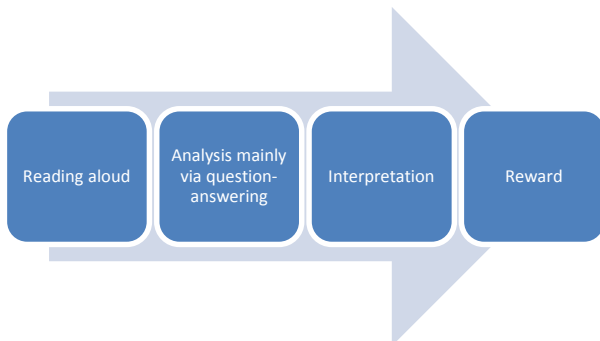 Reading aloud
Analysis mainly
via question-
answering
Interpretation
Reward